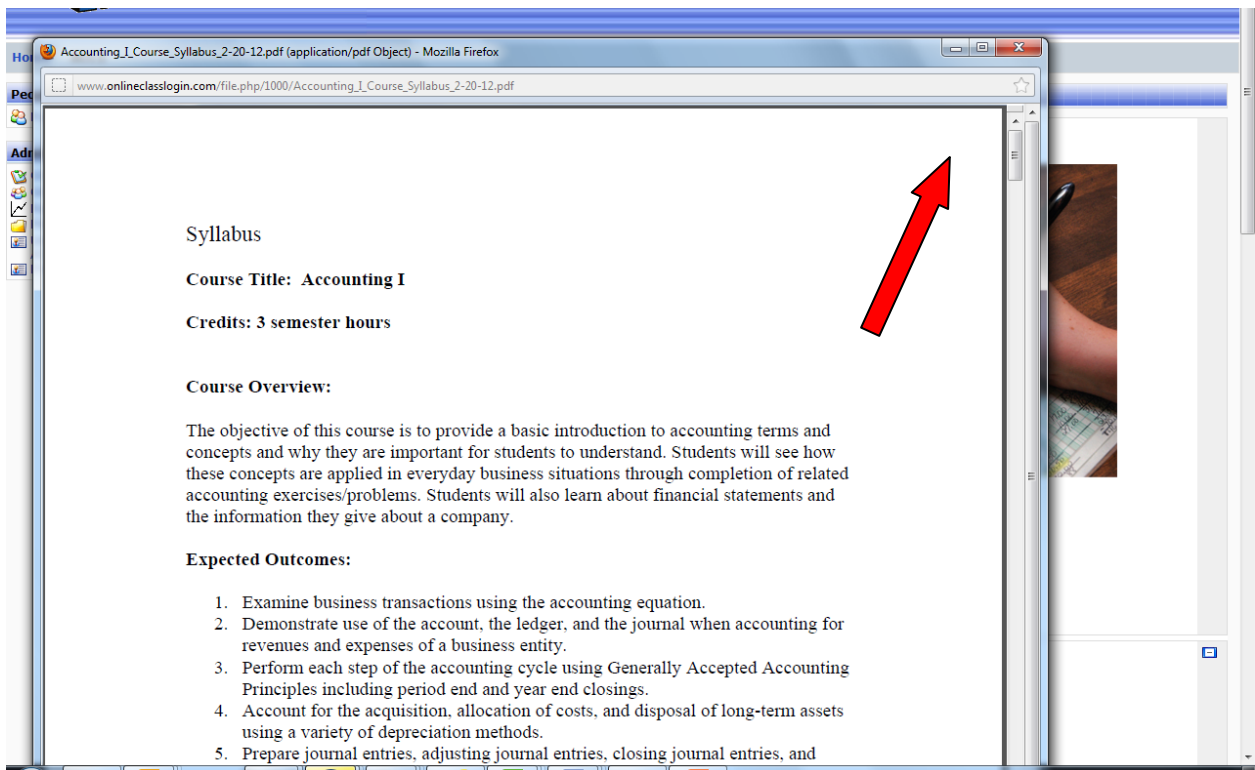 Accounting_I_Course_Syllabus_2-20-12.pdf (application/pdf Object) - Mozilla Firefox
www.onlineclasslogin.com/file.php/1000/Accounting_I_Course_Syllabus_2-20-12.pdf
Syllabus
Course Title: Accounting I
Credits: 3 semester hours
Course Overview:
The objective of this course is to provide a basic introduction to accounting terms and
concepts and why they are important for students to understand. Students will see how
these concepts are applied in everyday business situations through completion of related
accounting exercises/problems. Students will also learn about financial statements and
the information they give about a company.
Expected Outcomes:
1. Examine business transactions using the accounting equation.
2. Demonstrate use of the account, the ledger, and the journal when accounting for
revenues and expenses of a business entity.
3. Perform each step of the accounting cycle using Generally Accepted Accounting
Principles including period end and year end closings.
4. Account for the acquisition, allocation of costs, and disposal of long-term assets
using a variety of depreciation methods.
5. Prepare journal entries, adjusting journal entries, closing journal entries, and